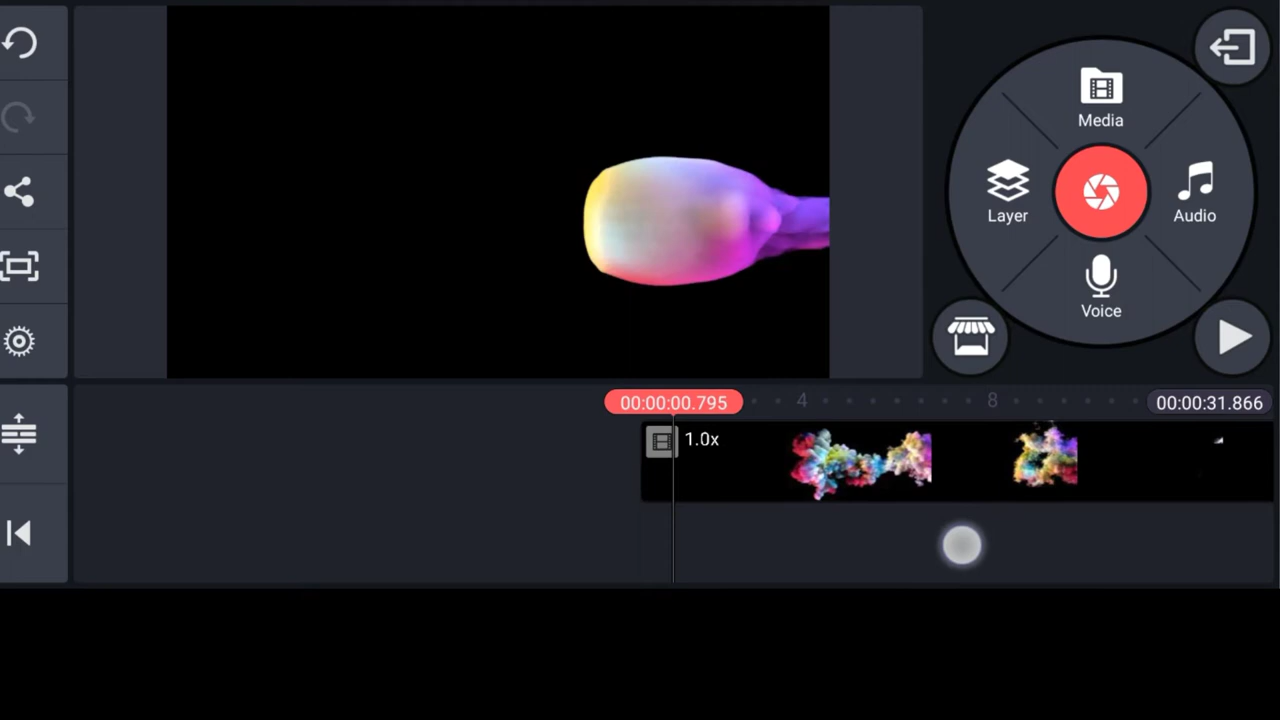 Media
Layer
Audio
Voice
00:00:00.795
4
8
00:00:31.866
1.0x